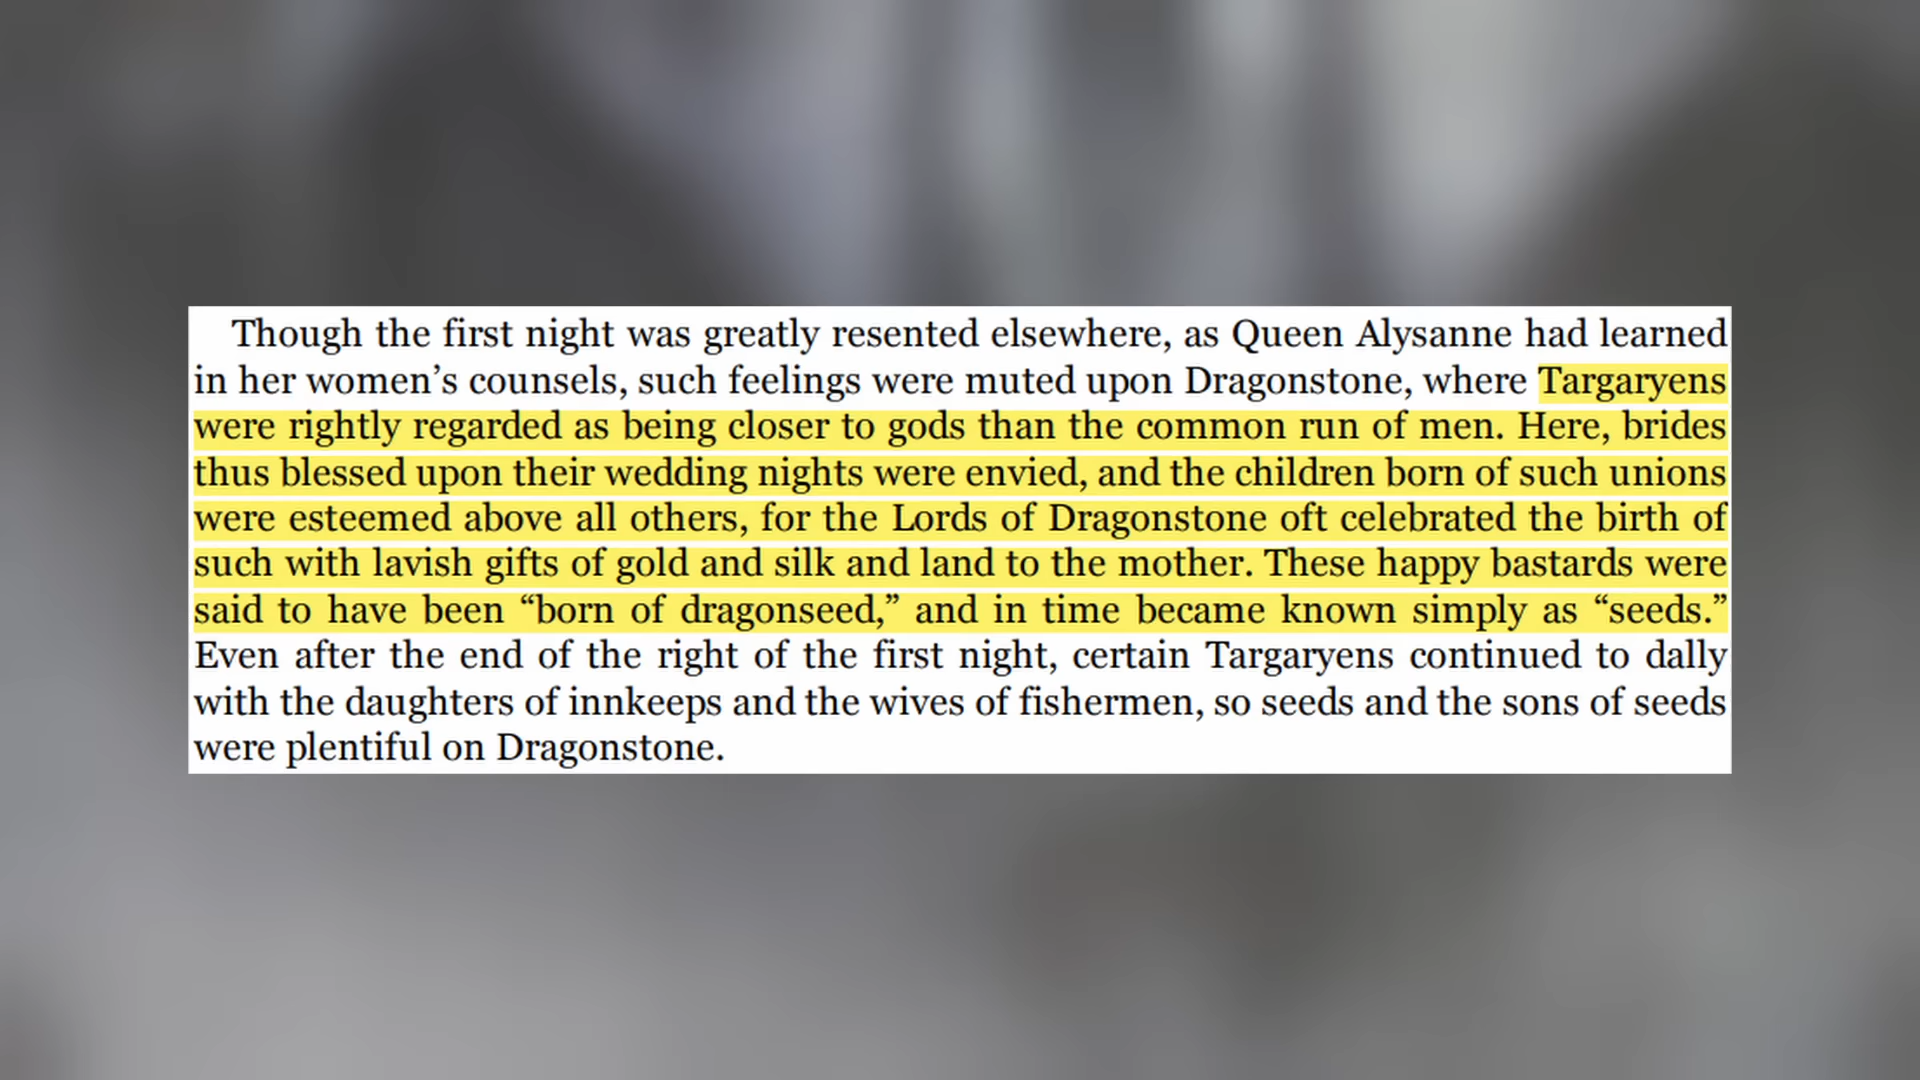 Though the first night was greatly resented elsewhere, as Queen Alysanne had learned
in her women’s counsels, such feelings were muted upon Dragonstone, where Targaryens
were rightly regarded as being closer to gods than the common run of men. Here, brides
thus blessed upon their wedding nights were envied, and the children born of such unions
were esteemed above all others, for the Lords of Dragonstone oft celebrated the birth of
such with lavish gifts of gold and silk and land to the mother. These happy bastards were
said to have been “born of dragonseed,” and in time became known simply as “seeds.”
Even after the end of the right of the first night, certain Targaryens continued to dally
with the daughters of innkeeps and the wives of fishermen, so seeds and the sons of seeds
were plentiful on Dragonstone.